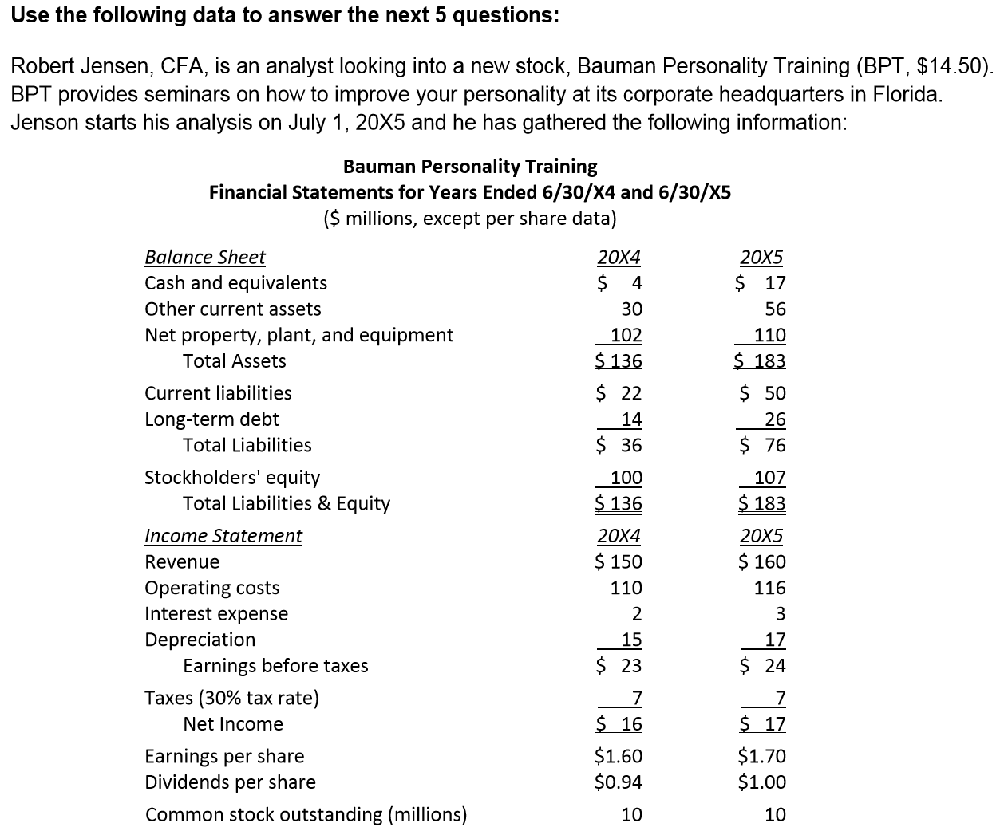 Use the following data to answer the next 5 questions:
Robert Jensen, CFA, is an analyst looking into a new stock, Bauman Personality Training (BPT, $14.50).
BPT provides seminars on how to improve your personality at its corporate headquarters in Florida.
Jenson starts his analysis on July 1, 20X5 and he has gathered the following information:
Bauman Personality Training
Financial Statements for Years Ended 6/30/X4 and 6/30/X5
($ millions, except per share data)
Balance Sheet 20X4 20X5
Cash and equivalents $ 4 $ 17
Other current assets 30 56
Net property, plant, and equipment 102 110
Total Assets $ 136 $ 183
Current liabilities $ 22 $ 50
Long-term debt 14 26
Total Liabilities $ 36 $ 76
Stockholders' equity 100 107
Total Liabilities & Equity $ 136 $ 183
Income Statement 20X4 20X5
Revenue $ 150 $ 160
Operating costs 110 116
Interest expense 2 3
Depreciation 15 17
Earnings before taxes $ 23 $ 24
Taxes (30% tax rate) 7 7
Net Income $ 16 $ 17
Earnings per share $1.60 $1.70
Dividends per share $0.94 $1.00
Common stock outstanding (millions) 10 10